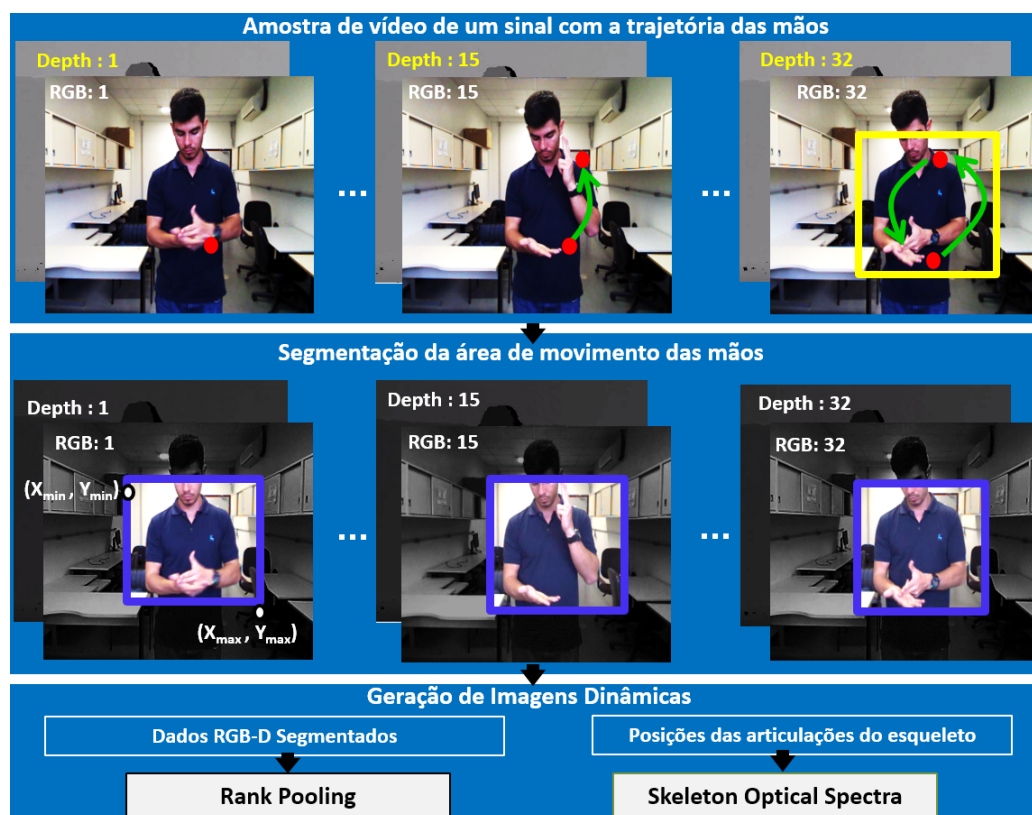 Amostra de vídeo de um sinal com a trajetória das mãos
Depth : 1
Depth : 15
Depth : 32
RGB: 1
RGB: 15
RGB: 32
...
...
Segmentação da área de movimento das mãos
Depth : 1
Depth : 15
Depth : 32
RGB: 1
RGB: 15
RGB: 32
(Xmin , Ymin)
...
...
(Xmax , Ymax)
Geração de Imagens Dinâmicas
Dados RGB-D Segmentados
Posições das articulações do esqueleto
Rank Pooling
Skeleton Optical Spectra